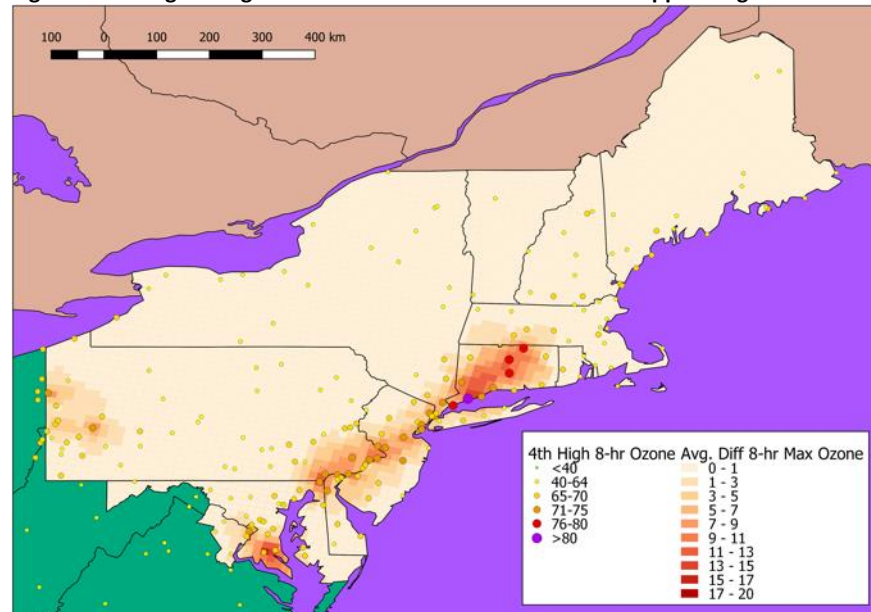 100 0 100 200 300 400 km
4th High 8-hr Ozone Avg. Diff 8-hr Max Ozone
<40 0 - 1
40-64 1 - 3
65-70 3 - 5
71-75 5 - 7
76-80 7 - 9
>80 9 - 11
11 - 13
13 - 15
15 - 17
17 - 20